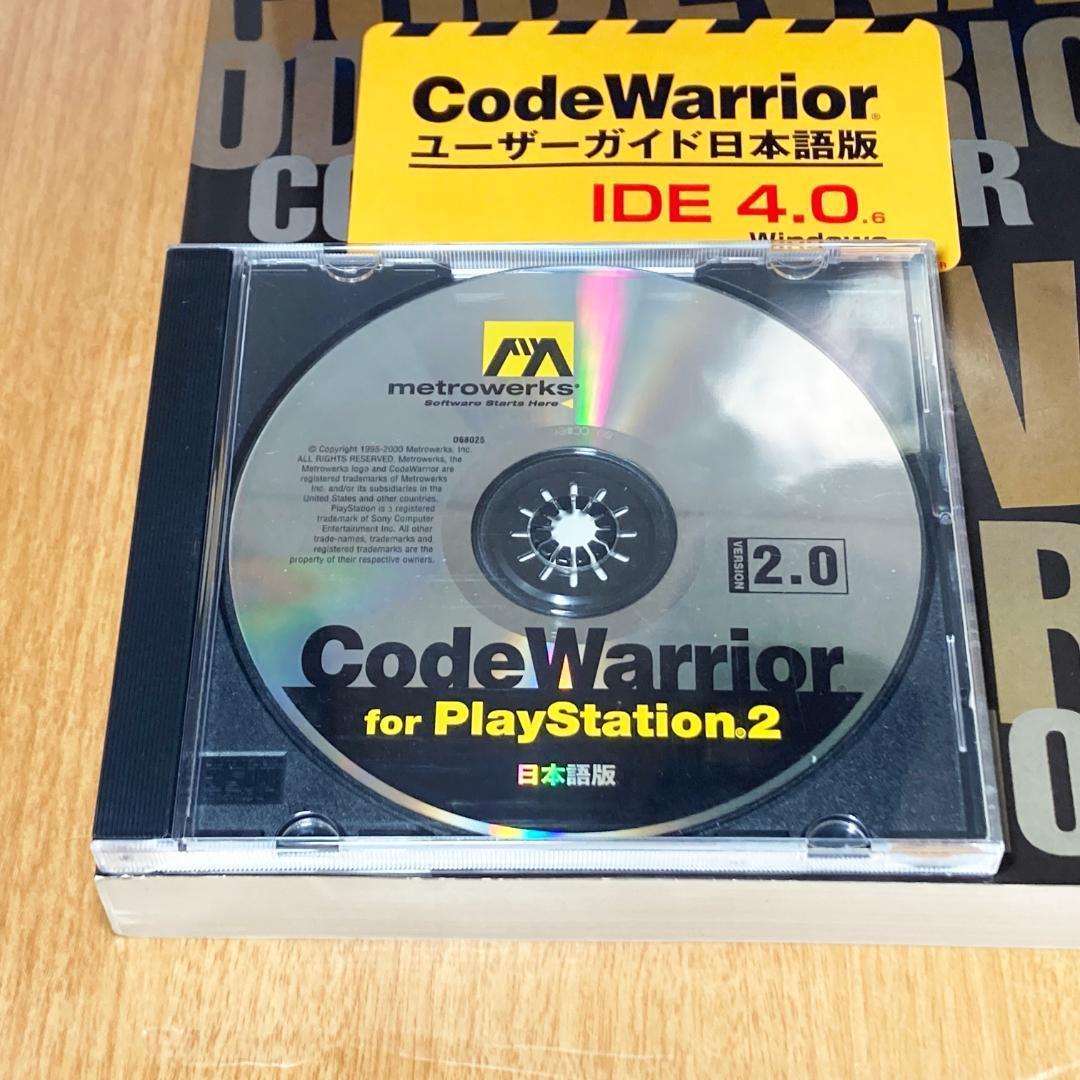 CodeWarrior®
ユーザーガイド日本語版
IDE 4.0.6
Windows
metrowerks®
Software Starts Here
D68025
© Copyright 1995-2000 Metrowerks, Inc.
ALL RIGHTS RESERVED. Metrowerks, the
Metrowerks logo and CodeWarrior are
registered trademarks of Metrowerks
Inc. and/or its subsidiaries in the
United States and other countries.
PlayStation is a registered
trademark of Sony Computer
Entertainment Inc. All other
trade-names, trademarks and
registered trademarks are the
property of their respective owners.
VERSION 2.0
CodeWarrior®
for PlayStation®2
日本語版